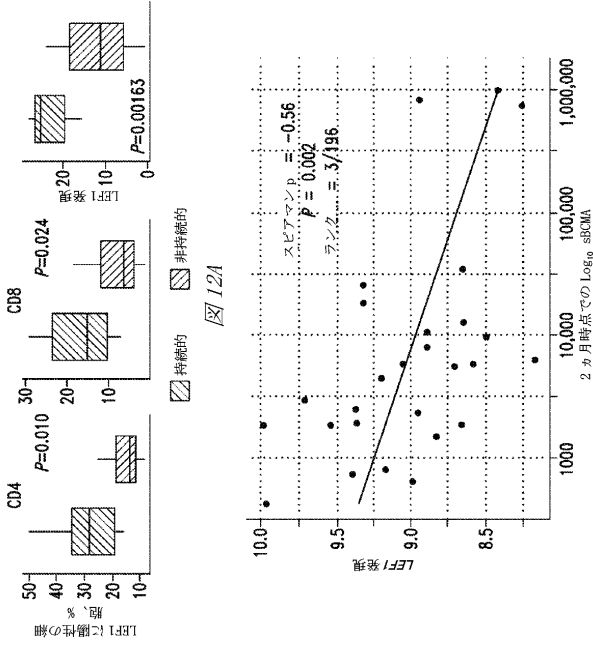 CD4
P=0.010
50
40
30
20
10
LEF1 に陽性の細
胞、%
CD8
P=0.024
30
20
10
P=0.00163
20
10
0
LEF1 発現
持続的
非持続的
図 12A
スピアマン p = -0.56
P = 0.002
ランク = 3/196
10.0
9.5
9.0
8.5
LEF1 発現
1000
10,000
100,000
1,000,000
2 ヵ月時点での Log₁₀ sBCMA